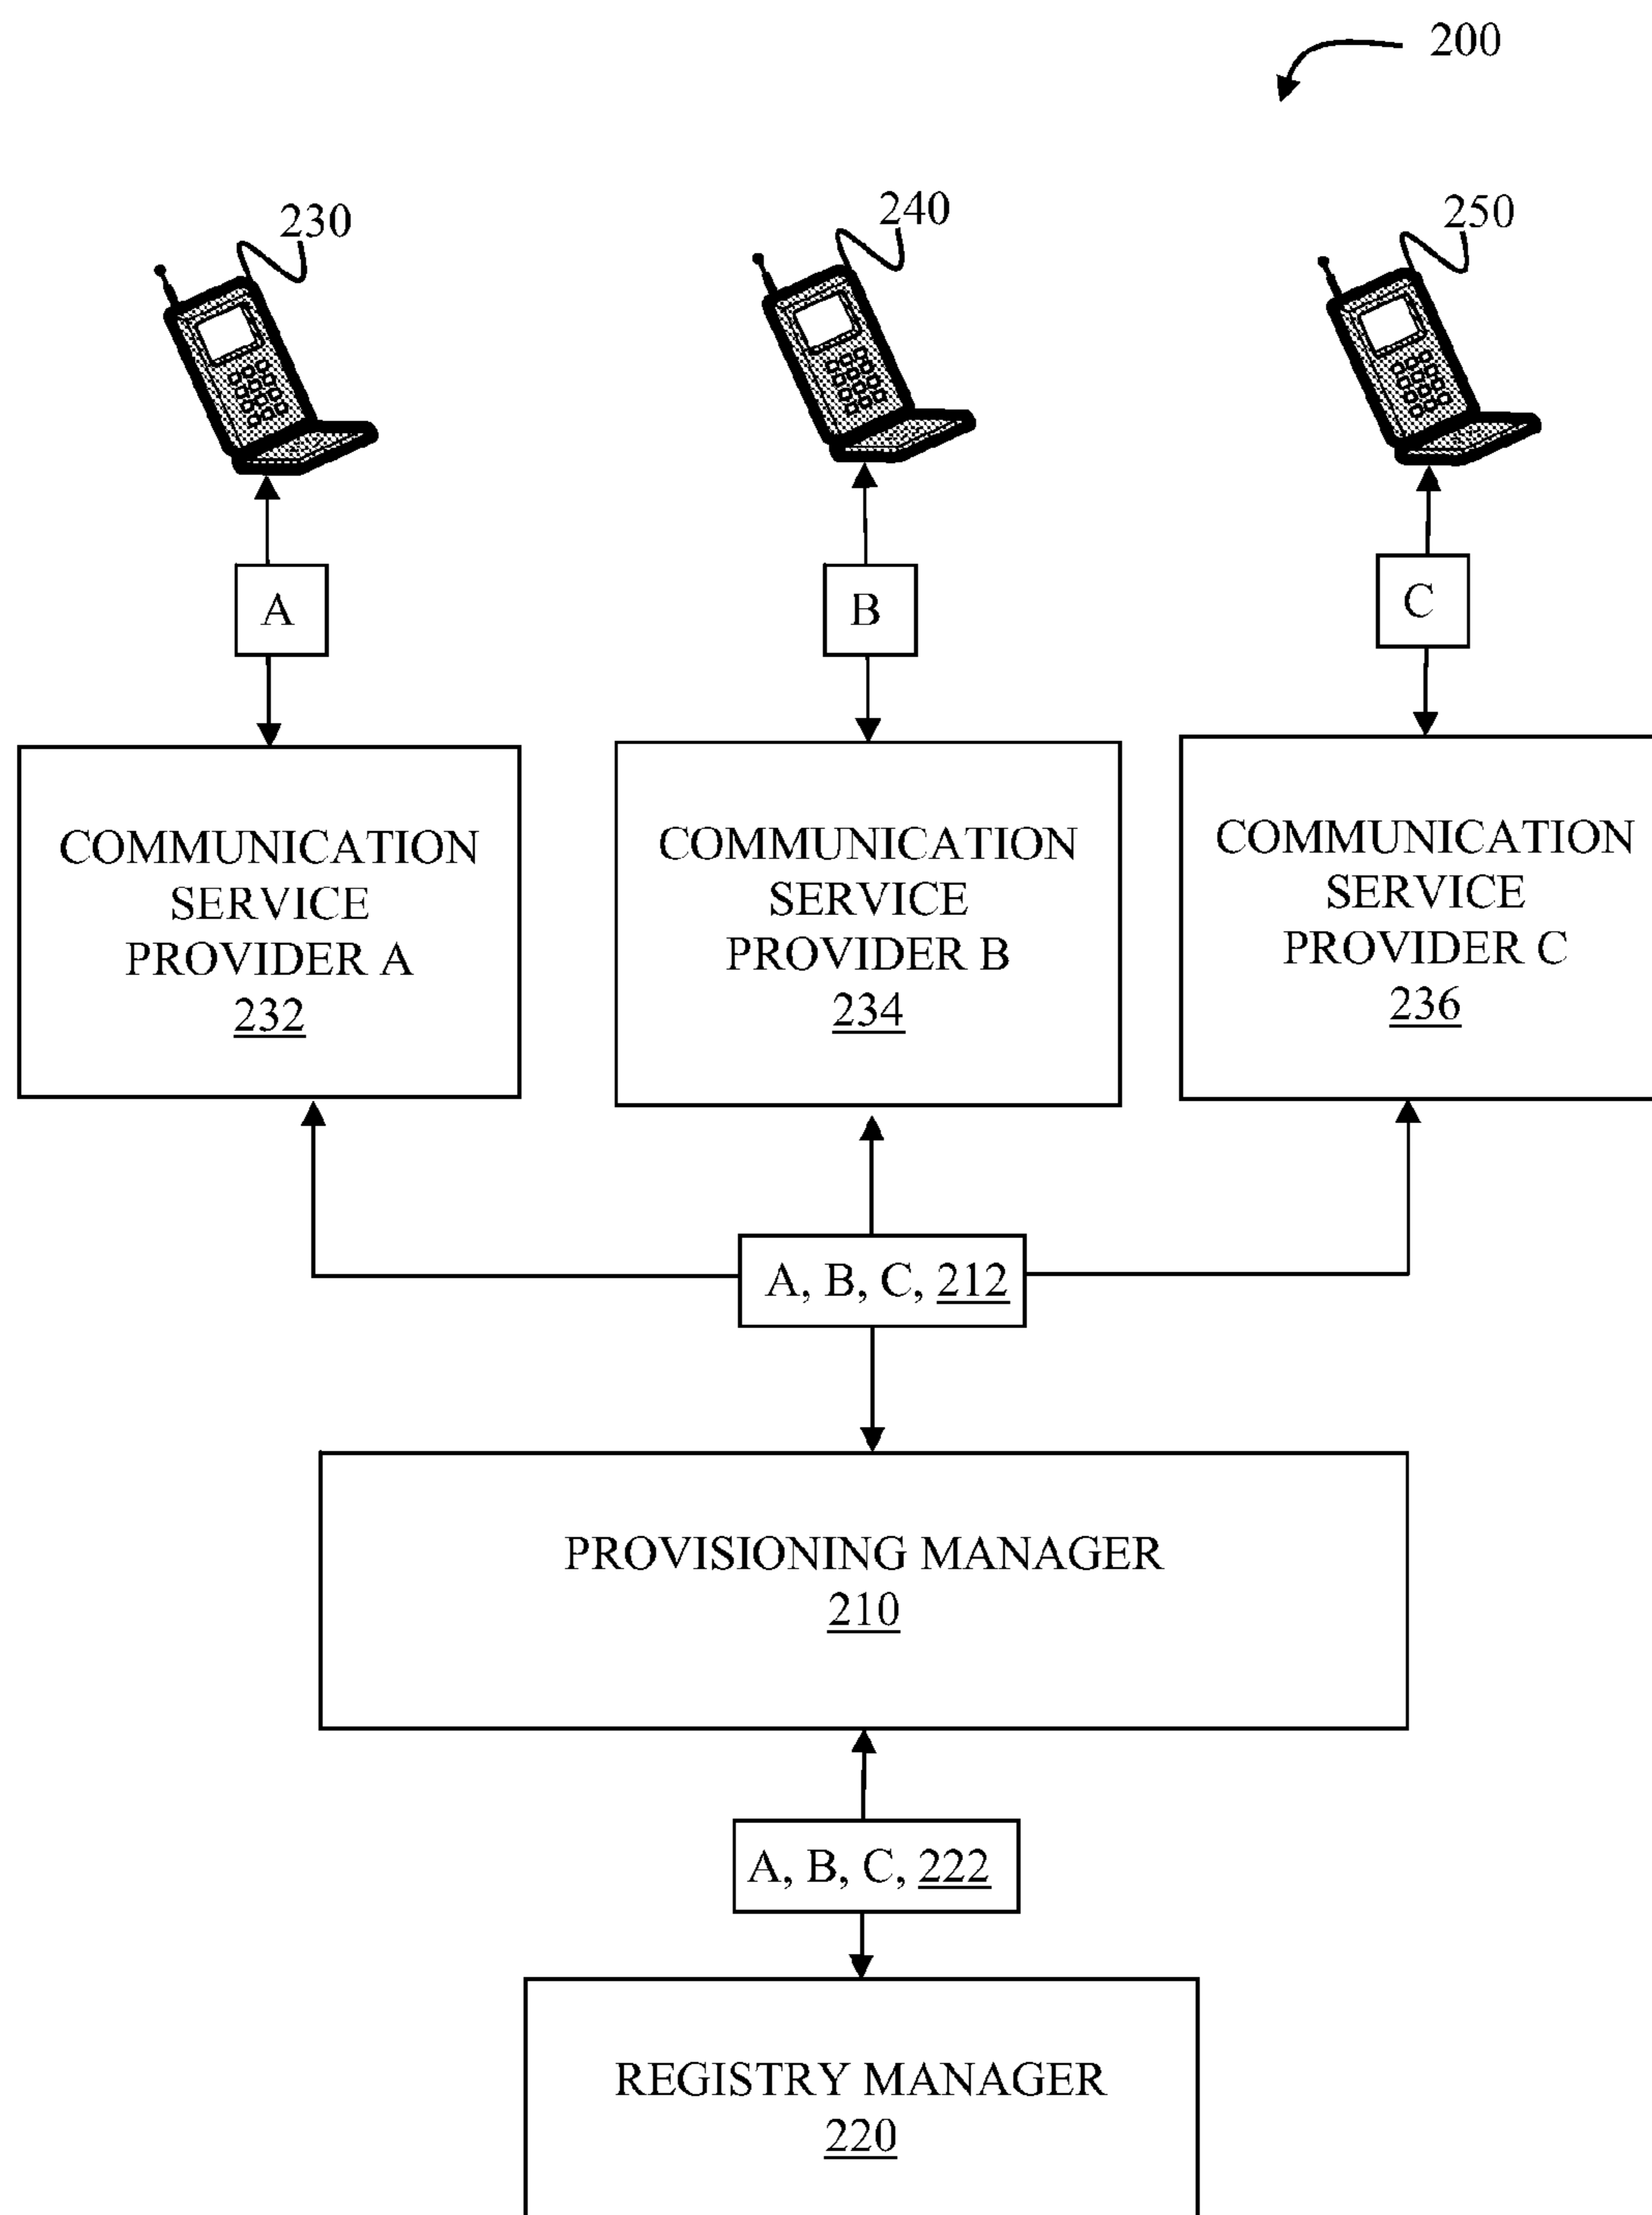 200
230
240
250
A
B
C
COMMUNICATION
SERVICE
PROVIDER A
232
COMMUNICATION
SERVICE
PROVIDER B
234
COMMUNICATION
SERVICE
PROVIDER C
236
A, B, C, 212
PROVISIONING MANAGER
210
A, B, C, 222
REGISTRY MANAGER
220